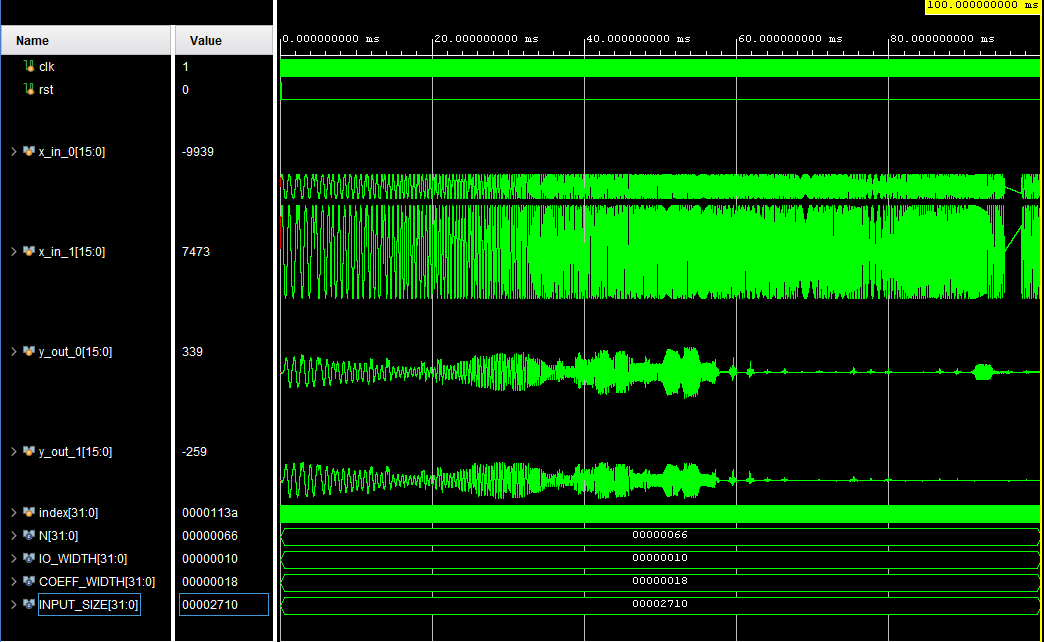 100.000000000 ms
Name Value
0.000000000 ms 20.000000000 ms 40.000000000 ms 60.000000000 ms 80.000000000 ms
clk 1
rst 0
x_in_0[15:0] -9939
x_in_1[15:0] 7473
y_out_0[15:0] 339
y_out_1[15:0] -259
index[31:0] 0000113a
N[31:0] 00000066 00000066
IO_WIDTH[31:0] 00000010 00000010
COEFF_WIDTH[31:0] 00000018 00000018
INPUT_SIZE[31:0] 00002710 00002710